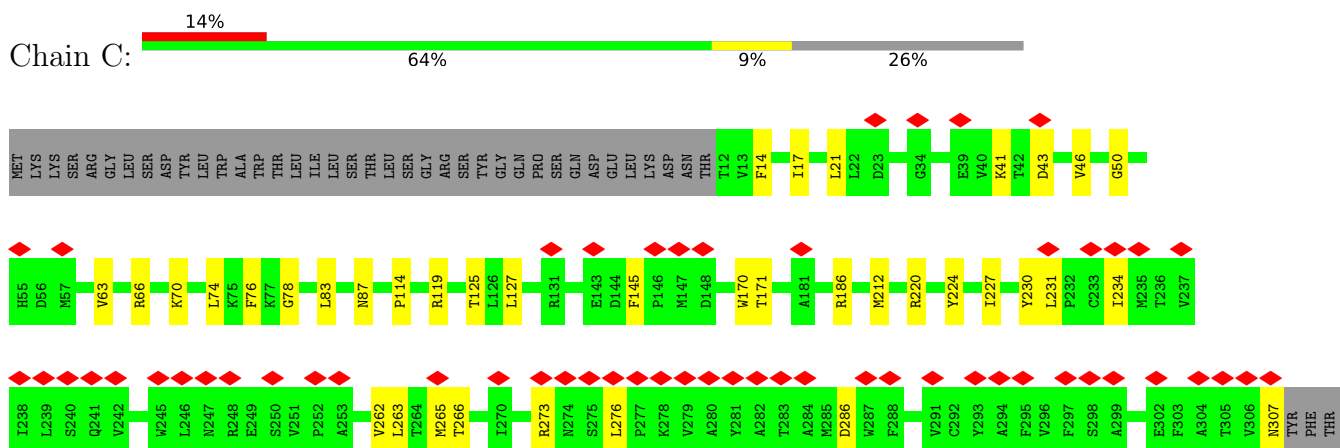 14%
Chain C:
64% 9% 26%
MET LYS LYS SER ARG GLY LEU SER ASP TYR LEU TRP ALA TRP THR LEU ILE LEU SER THR LEU SER GLY ARG SER TYR GLY GLN PRO SER GLN ASP GLU LEU LYS ASP ASN THR T12 V13 F14 I17 L21 L22 D23 G34 E39 V40 K41 T42 D43 V46 G50
H55 D56 M57 V63 R66 K70 L74 K75 F76 K77 G78 L83 N87 P114 R119 T125 L126 L127 R131 E143 D144 F145 P146 M147 D148 W170 T171 A181 R186 M212 R220 Y224 I227 Y230 L231 P232 C233 I234 M235 T236 V237
I238 L239 S240 Q241 V242 W245 L246 N247 R248 E249 S250 V251 P252 A253 V262 L263 T264 M265 T266 I270 R273 N274 S275 L276 P277 K278 V279 A280 Y281 A282 T283 A284 M285 D286 W287 F288 V291 C292 Y293 A294 F295 V296 F297 S298 A299 E302 F303 A304 T305 V306 N307 TYR PHE THR